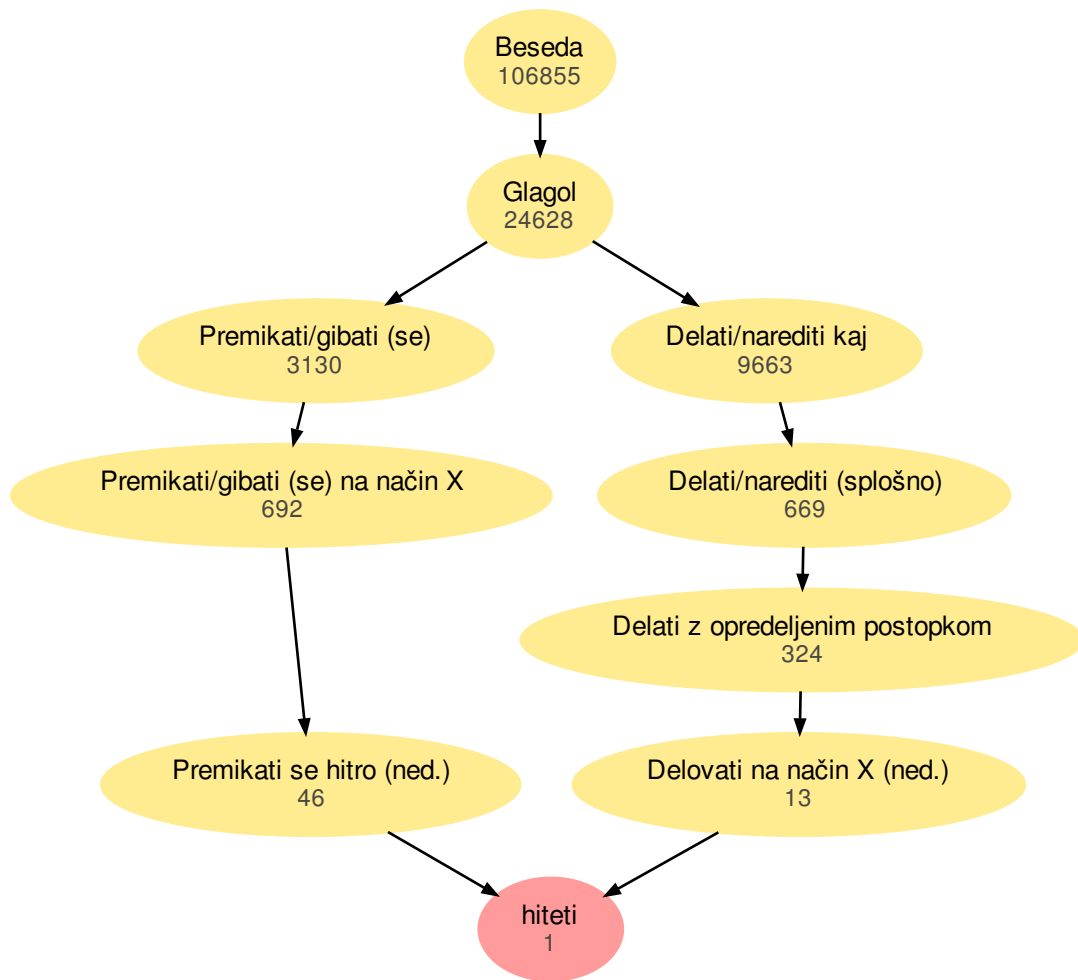 Beseda
106855
Glagol
24628
Premikati/gibati (se)
3130
Delati/narediti kaj
9663
Premikati/gibati (se) na način X
692
Delati/narediti (splošno)
669
Delati z opredeljenim postopkom
324
Premikati se hitro (ned.)
46
Delovati na način X (ned.)
13
hiteti
1